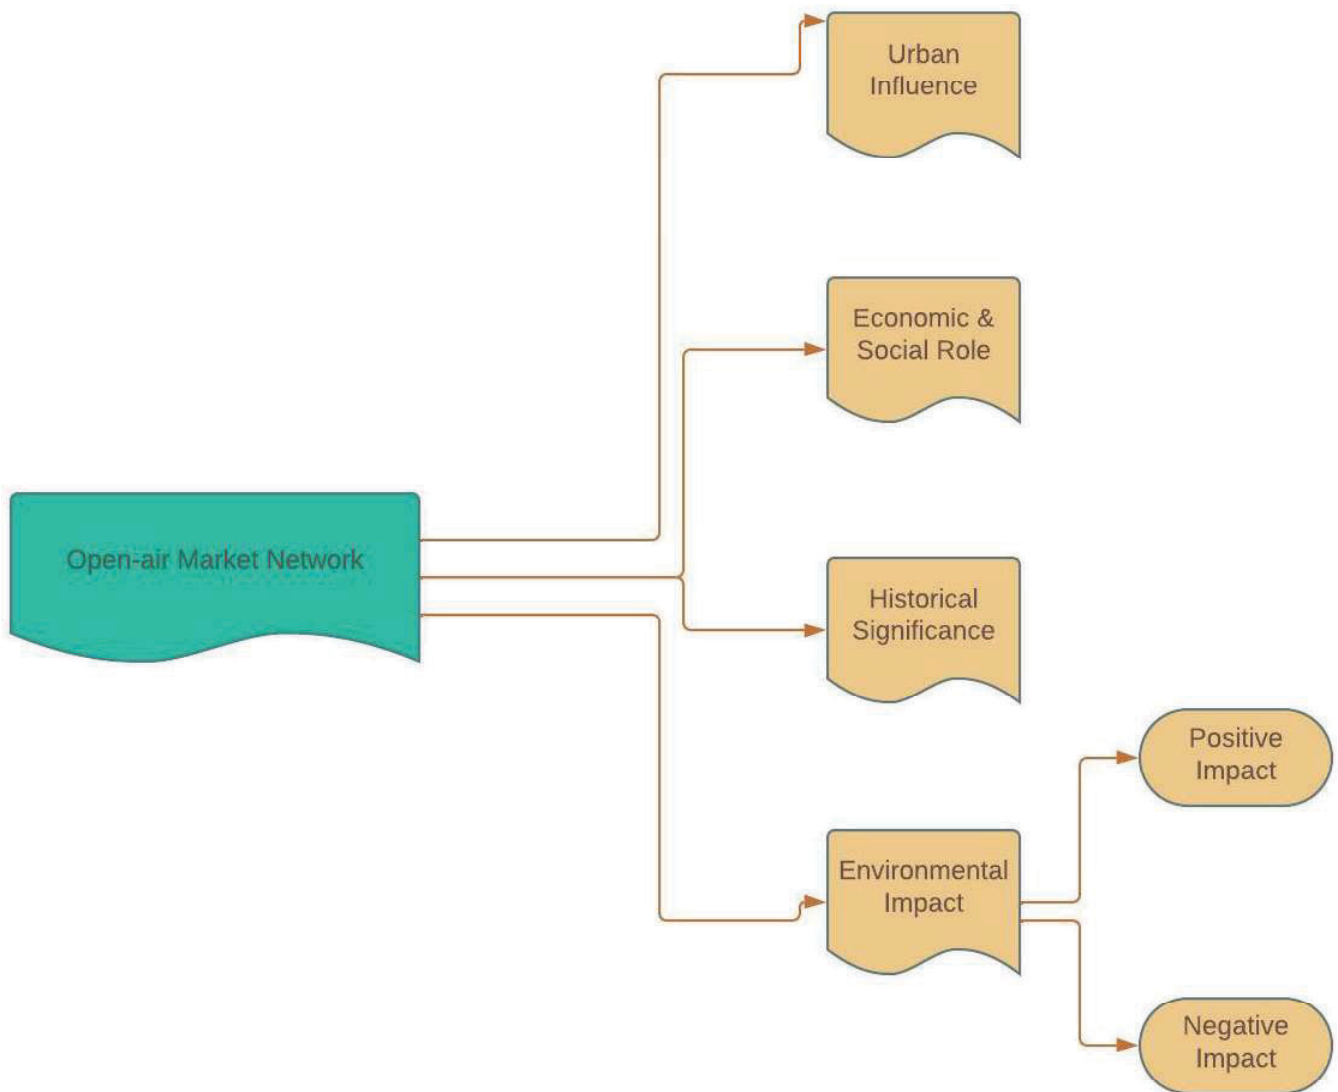 Urban
Influence
Economic &
Social Role
Open-air Market Network
Historical
Significance
Positive
Impact
Environmental
Impact
Negative
Impact